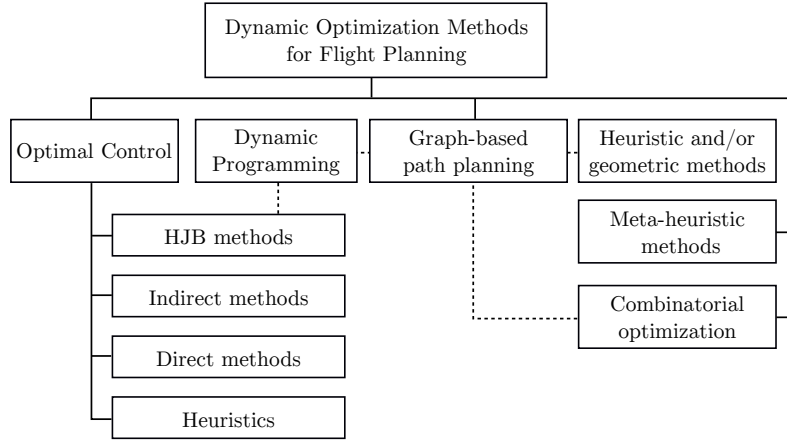 Dynamic Optimization Methods
for Flight Planning
Optimal Control
Dynamic
Programming
Graph-based
path planning
Heuristic and/or
geometric methods
HJB methods
Meta-heuristic
methods
Indirect methods
Combinatorial
optimization
Direct methods
Heuristics